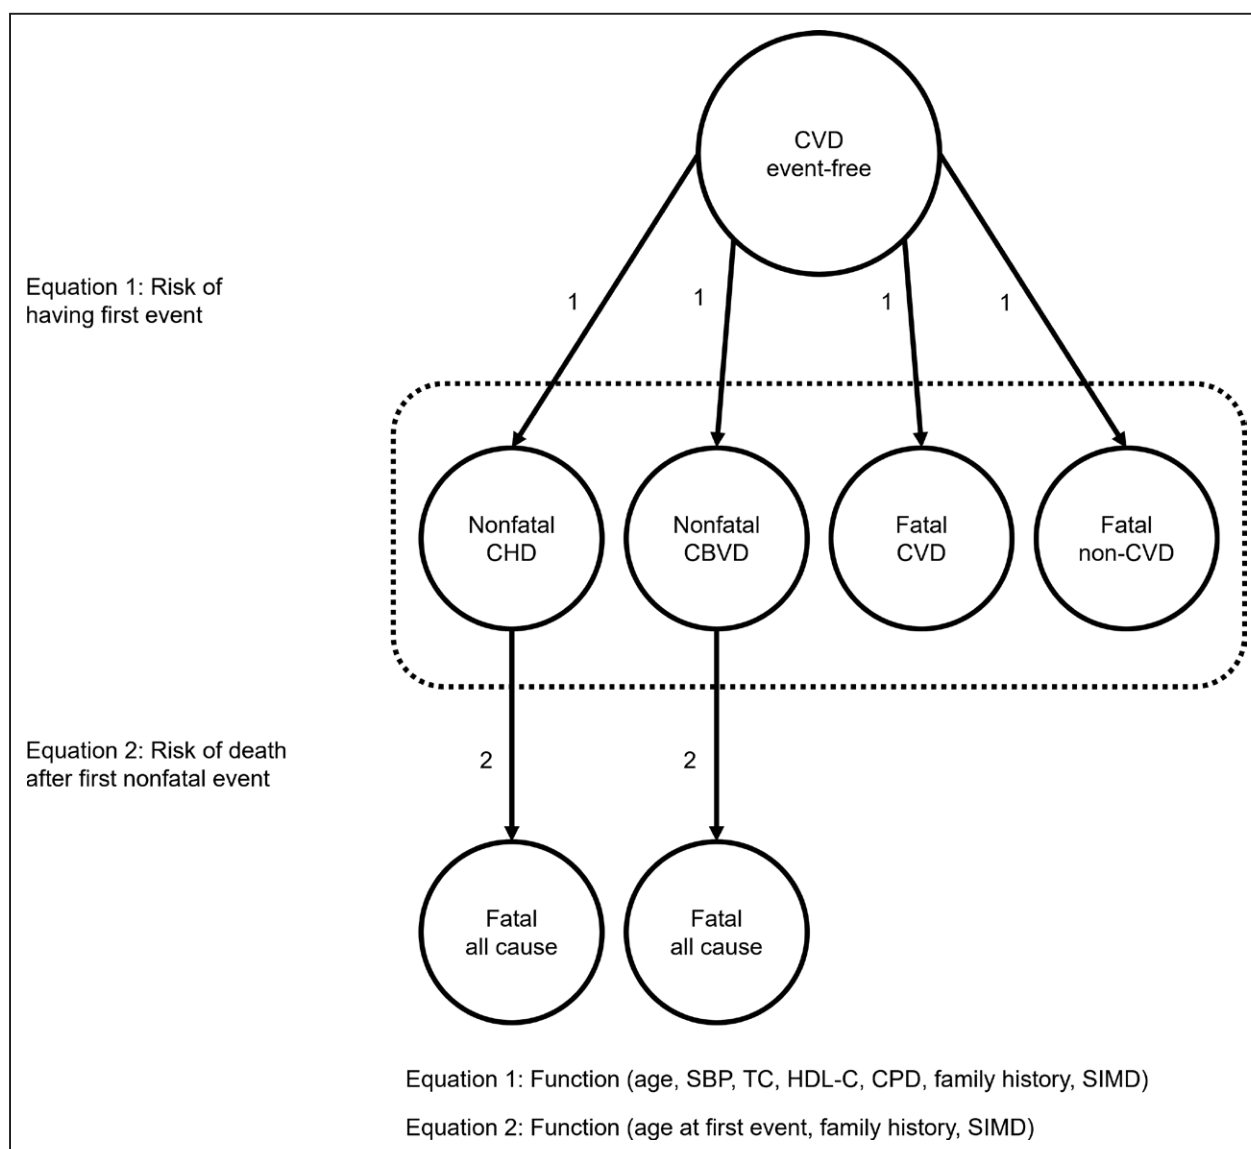 CVD
event-free
Equation 1: Risk of
having first event
1
1
1
1
Nonfatal
CHD
Nonfatal
CBVD
Fatal
CVD
Fatal
non-CVD
Equation 2: Risk of death
after first nonfatal event
2
2
Fatal
all cause
Fatal
all cause
Equation 1: Function (age, SBP, TC, HDL-C, CPD, family history, SIMD)
Equation 2: Function (age at first event, family history, SIMD)